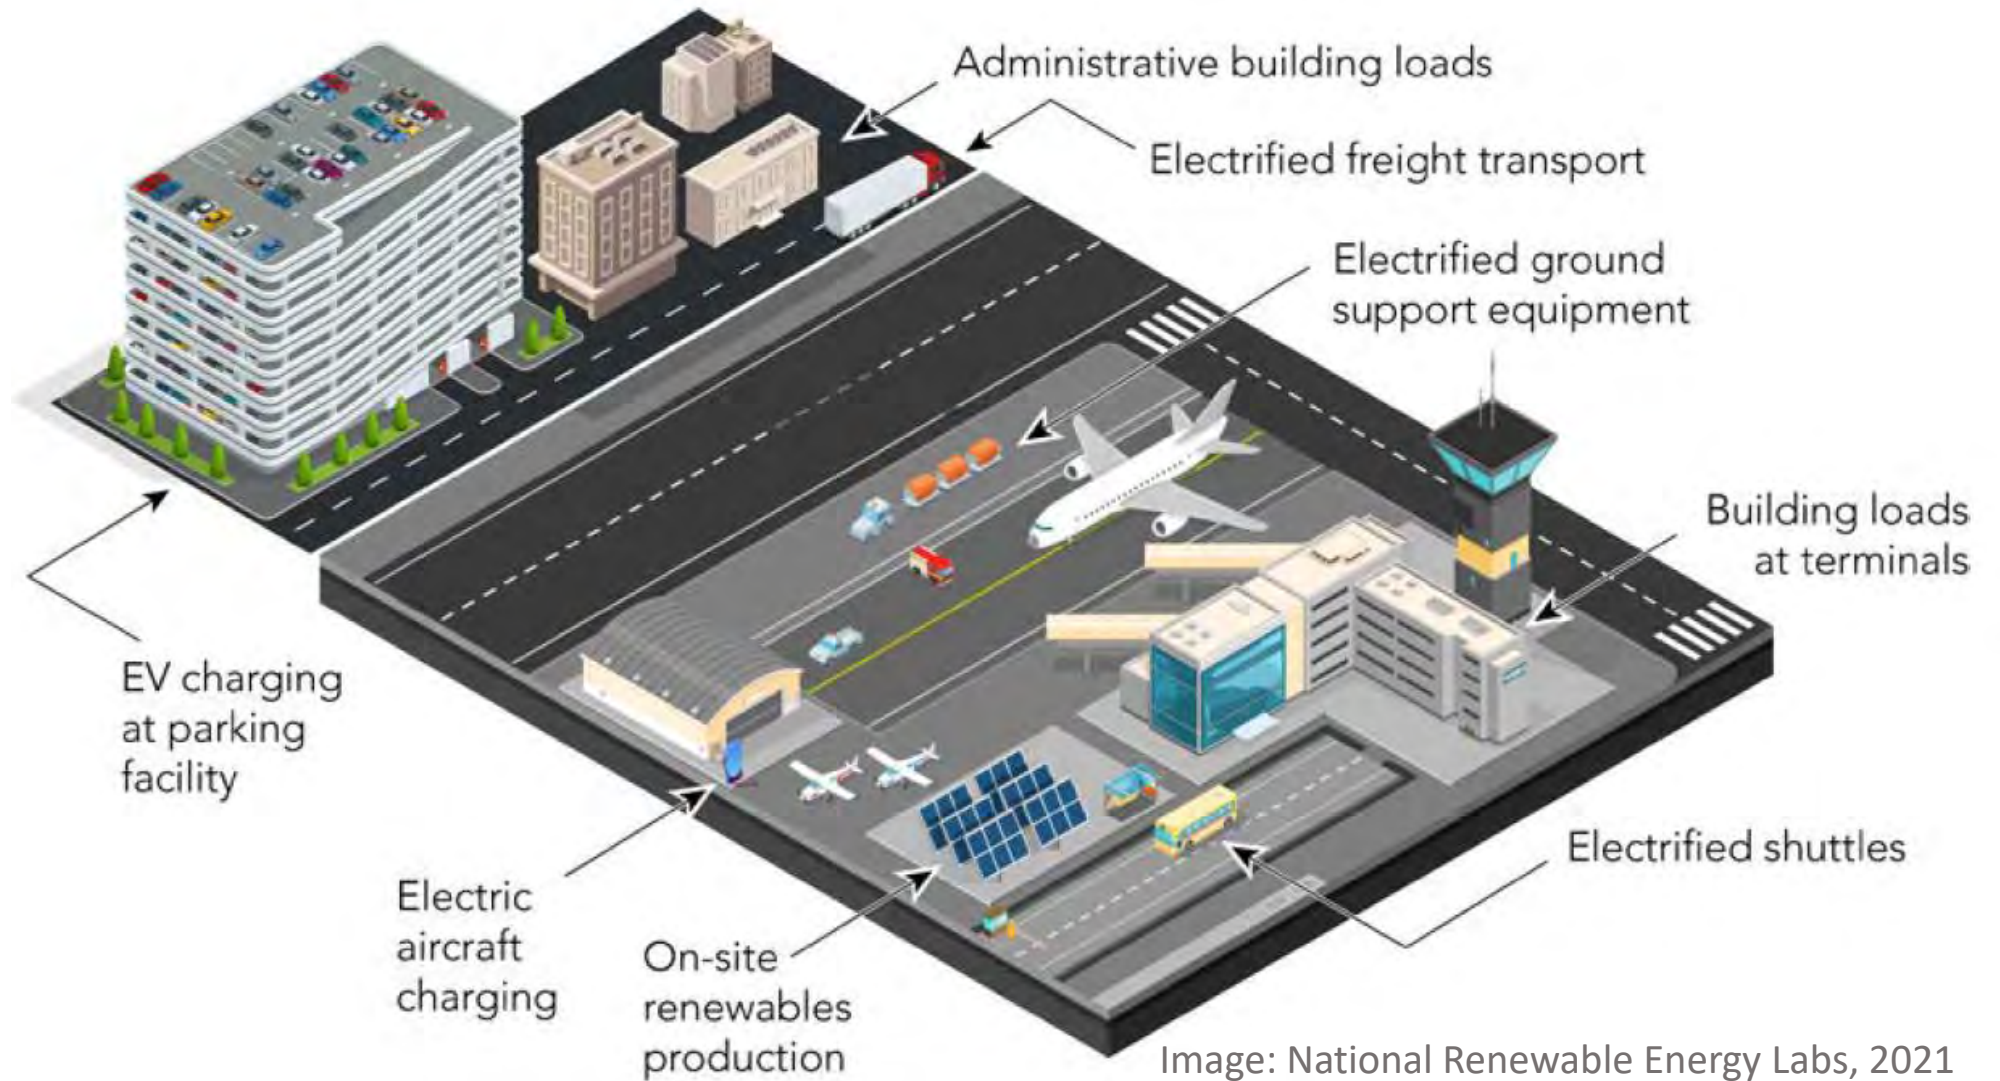 Administrative building loads
Electrified freight transport
Electrified ground
support equipment
Building loads
at terminals
EV charging
at parking
facility
Electrified shuttles
Electric
aircraft
charging
On-site
renewables
production
Image: National Renewable Energy Labs, 2021